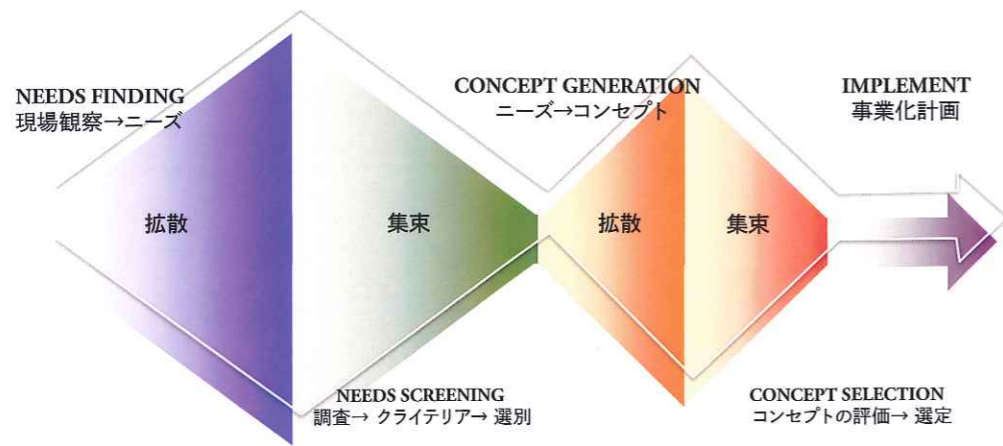 NEEDS FINDING
現場観察→ニーズ
CONCEPT GENERATION
ニーズ→コンセプト
IMPLEMENT
事業化計画
拡散
集束
拡散
集束
NEEDS SCREENING
調査→ クライテリア→ 選別
CONCEPT SELECTION
コンセプトの評価→ 選定